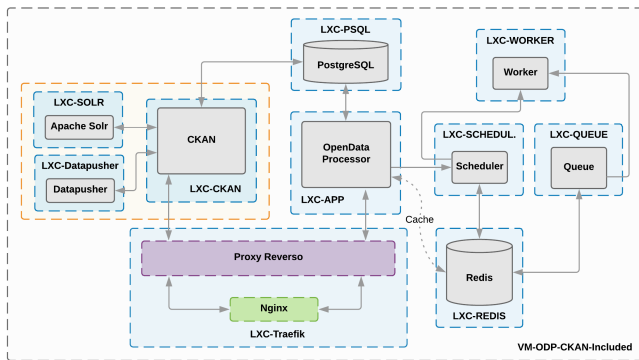 LXC-PSQL
PostgreSQL
LXC-WORKER
Worker
LXC-SOLR
Apache Solr
CKAN
LXC-CKAN
LXC-Datapusher
Datapusher
OpenData
Processor
LXC-APP
LXC-SCHEDUL.
Scheduler
LXC-QUEUE
Queue
Cache
Proxy Reverso
Nginx
LXC-Traefik
Redis
LXC-REDIS
VM-ODP-CKAN-Included